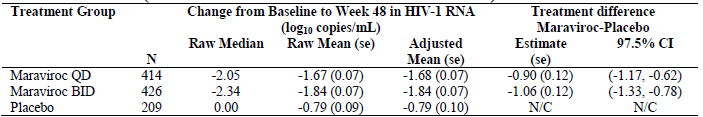 Treatment Group Change from Baseline to Week 48 in HIV-1 RNA Treatment difference
(log10 copies/mL) Maraviroc-Placebo
Raw Median Raw Mean (se) Adjusted Estimate 97.5% CI
N Mean (se) (se)
Maraviroc QD 414 -2.05 -1.67 (0.07) -1.68 (0.07) -0.90 (0.12) (-1.17, -0.62)
Maraviroc BID 426 -2.34 -1.84 (0.07) -1.84 (0.07) -1.06 (0.12) (-1.33, -0.78)
Placebo 209 0.00 -0.79 (0.09) -0.79 (0.10) N/C N/C